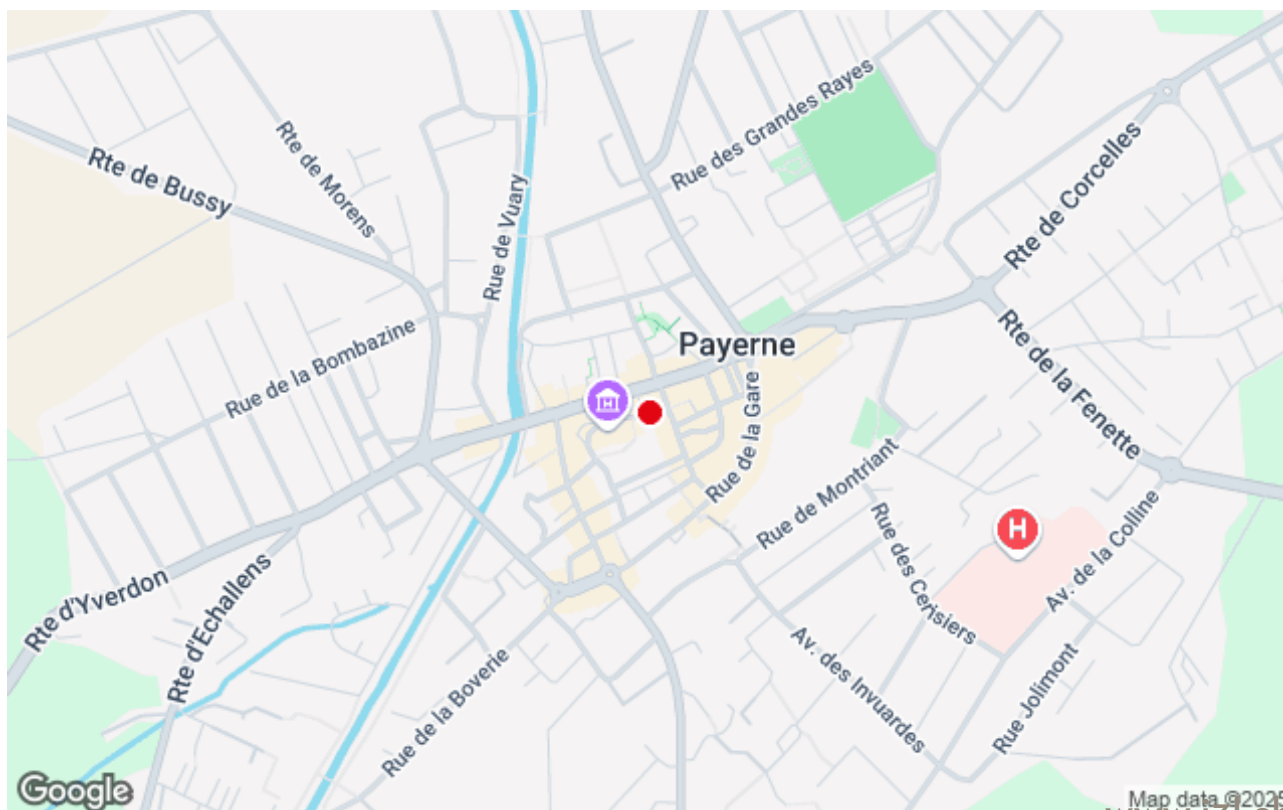 Rue des Grandes Rayes
Rte de Morens
Rte de Bussy
Rue de Vuary
Rte de Corcelles
Rue de la Bombazine
Payerne
Rte de la Fenette
Rue de la Gare
Rue de Montriant
H
Rue des Cerisiers
Av. de la Colline
Rte d'Yverdon
Rte d'Echallens
Av. des Invuardes
Rue de la Boverie
Rue Jolimont
Google
Map data @2025